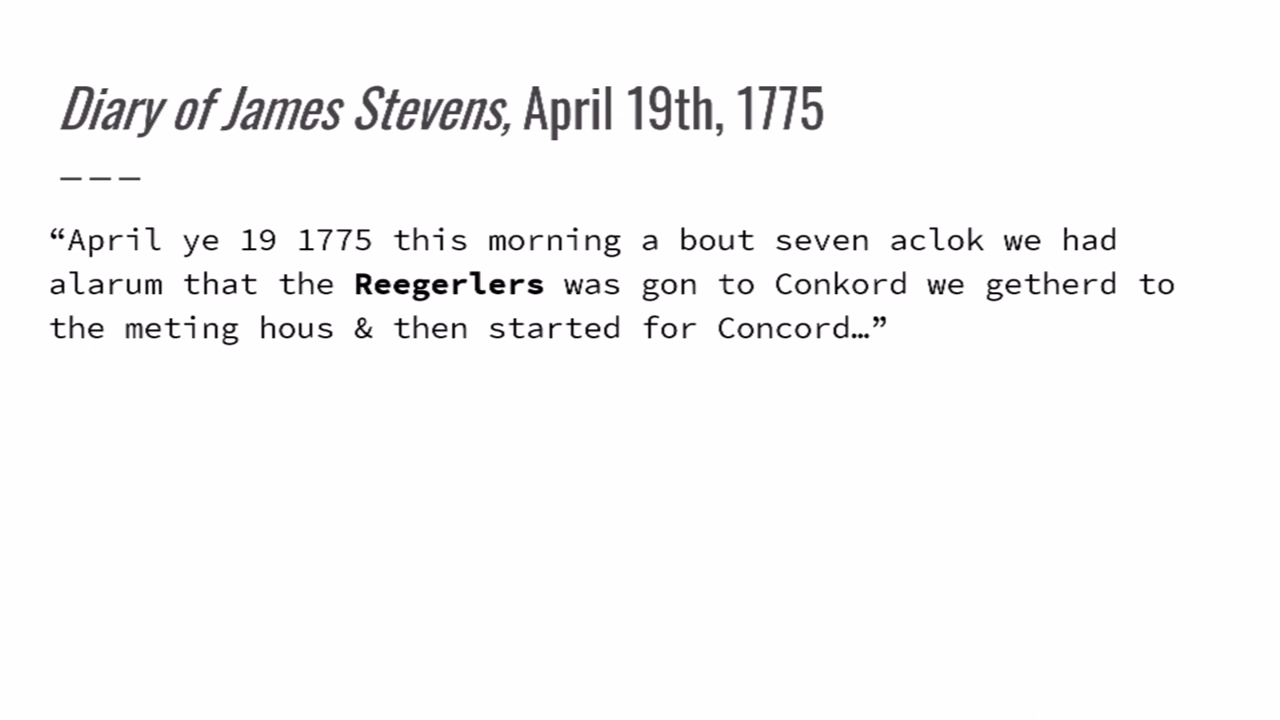 Diary of James Stevens, April 19th, 1775
“April ye 19 1775 this morning a bout seven aclok we had
alarum that the Reegerlers was gon to Conkord we getherd to
the meting hous & then started for Concord…”